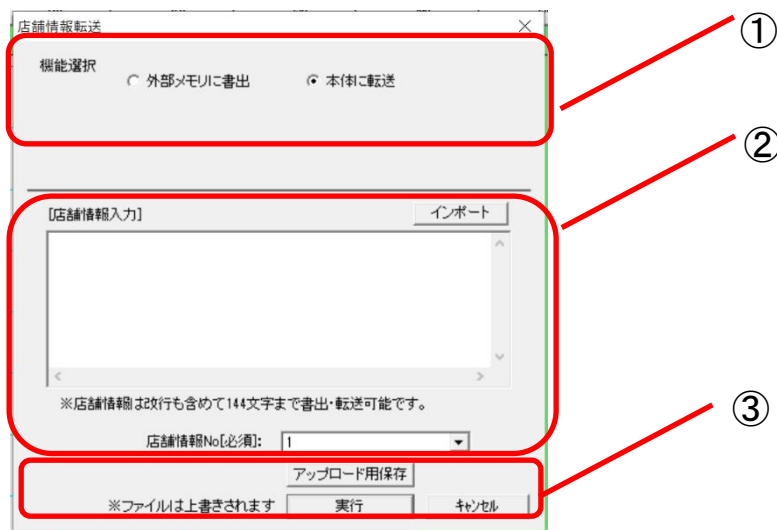 店舗情報転送
機能選択
外部メモリに書出
本体に転送
①
②
[店舗情報入力]
インポート
※店舗情報は改行も含めて144文字まで書出・転送可能です。
店舗情報No[必須]:
1
③
アップロード用保存
※ファイルは上書きされます
実行
キャンセル